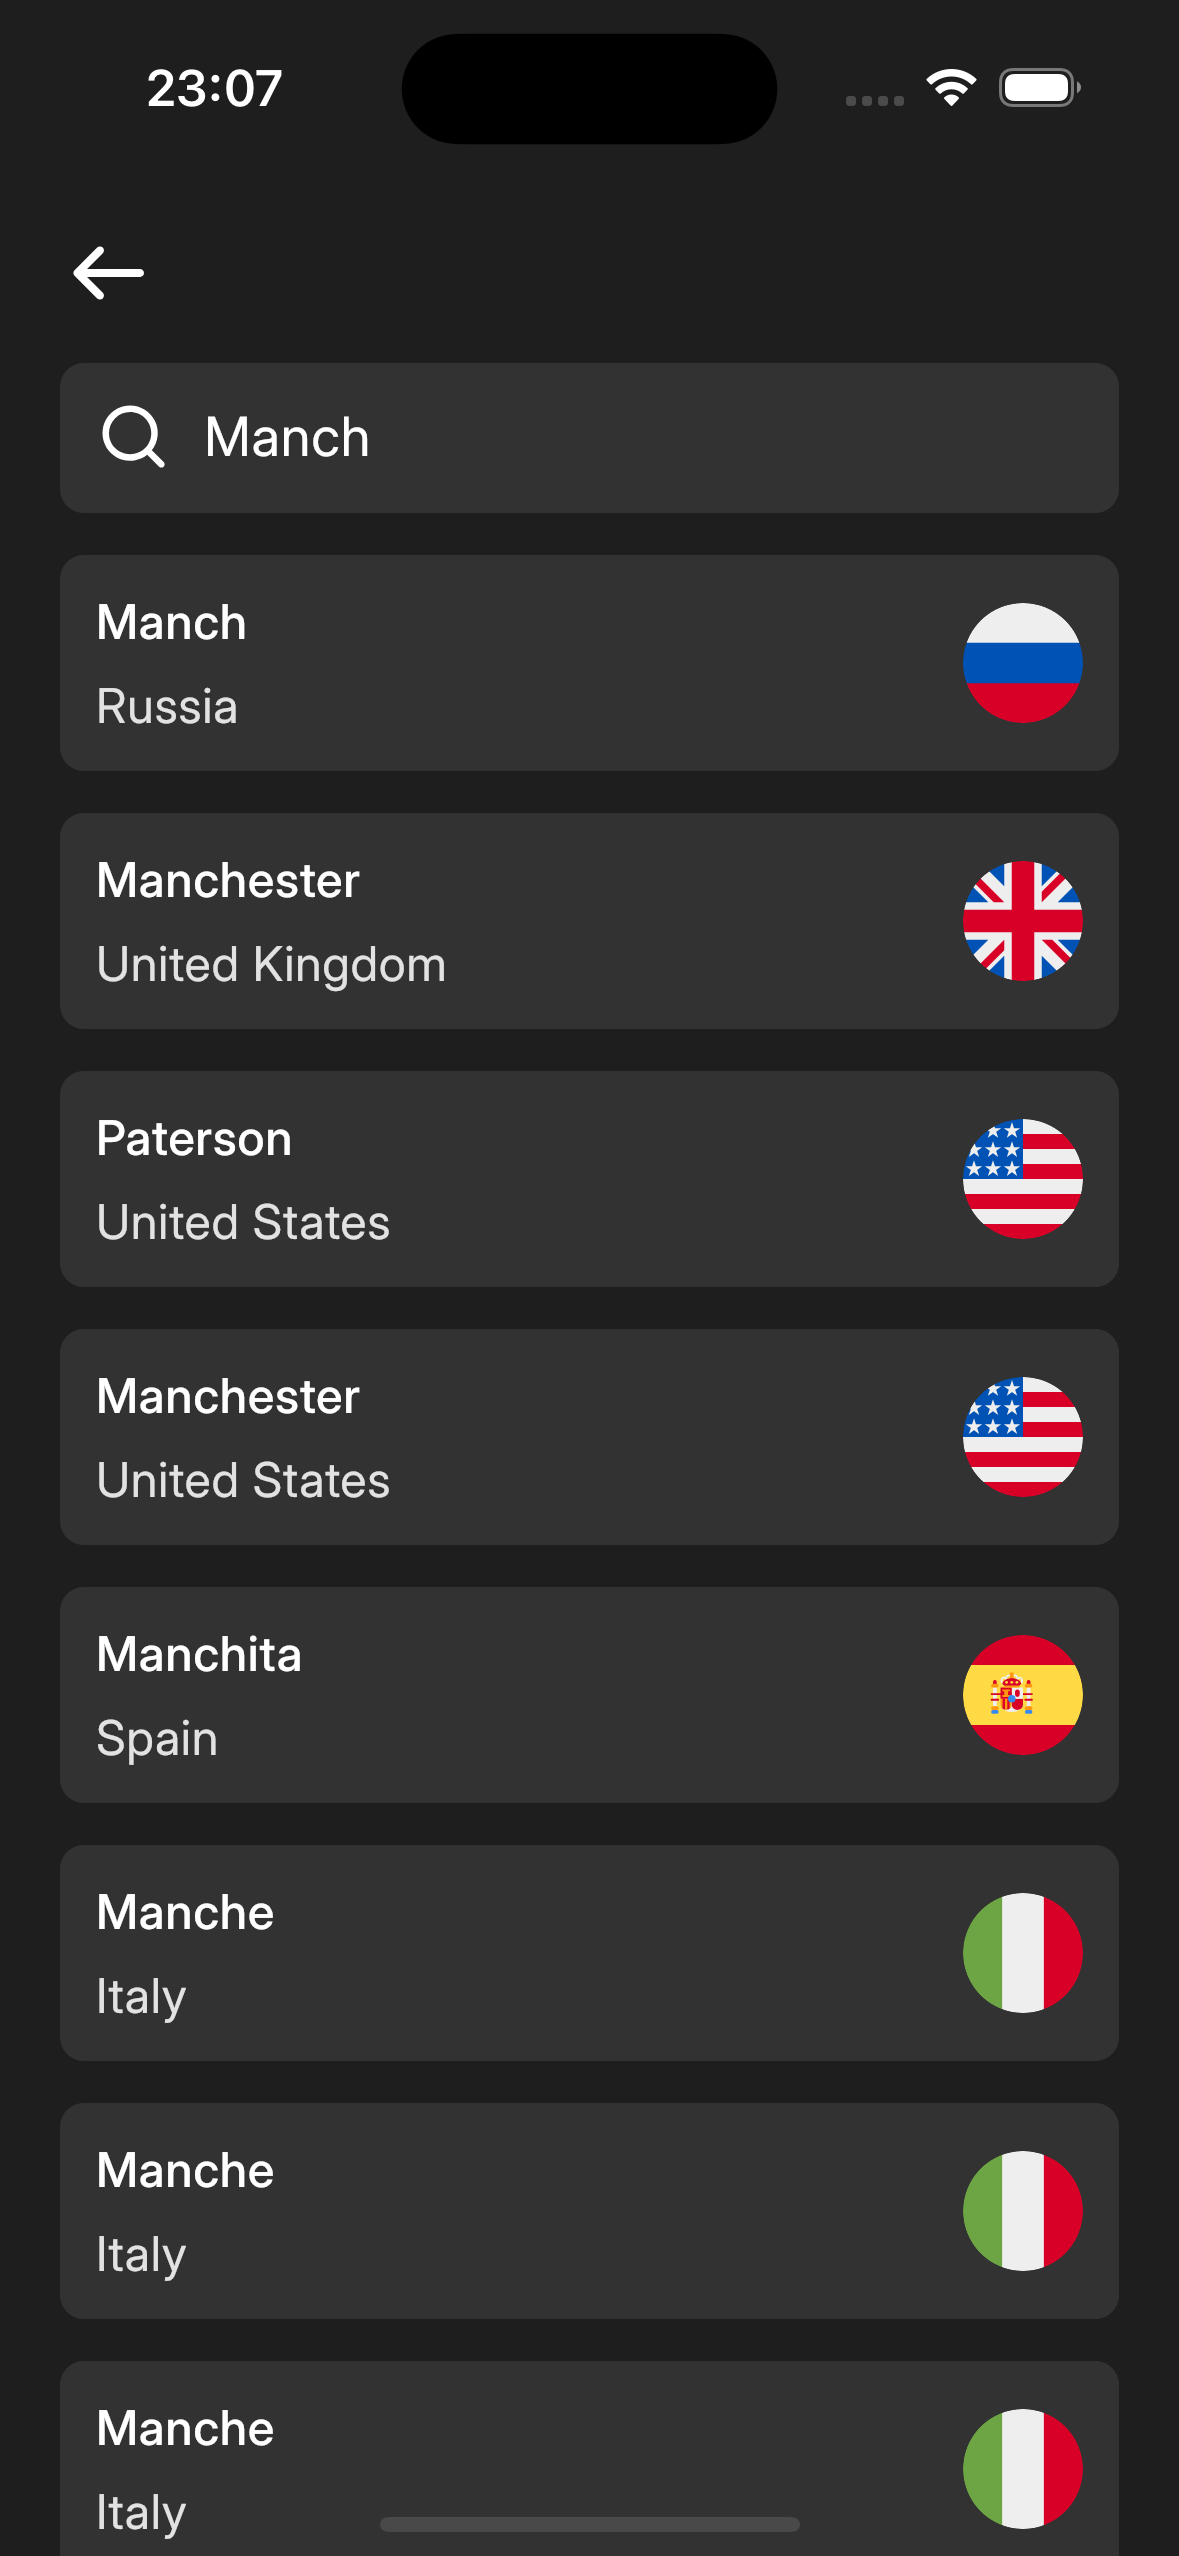 23:07
Manch
Manch
Russia
Manchester
United Kingdom
Paterson
United States
Manchester
United States
Manchita
Spain
Manche
Italy
Manche
Italy
Manche
Italy